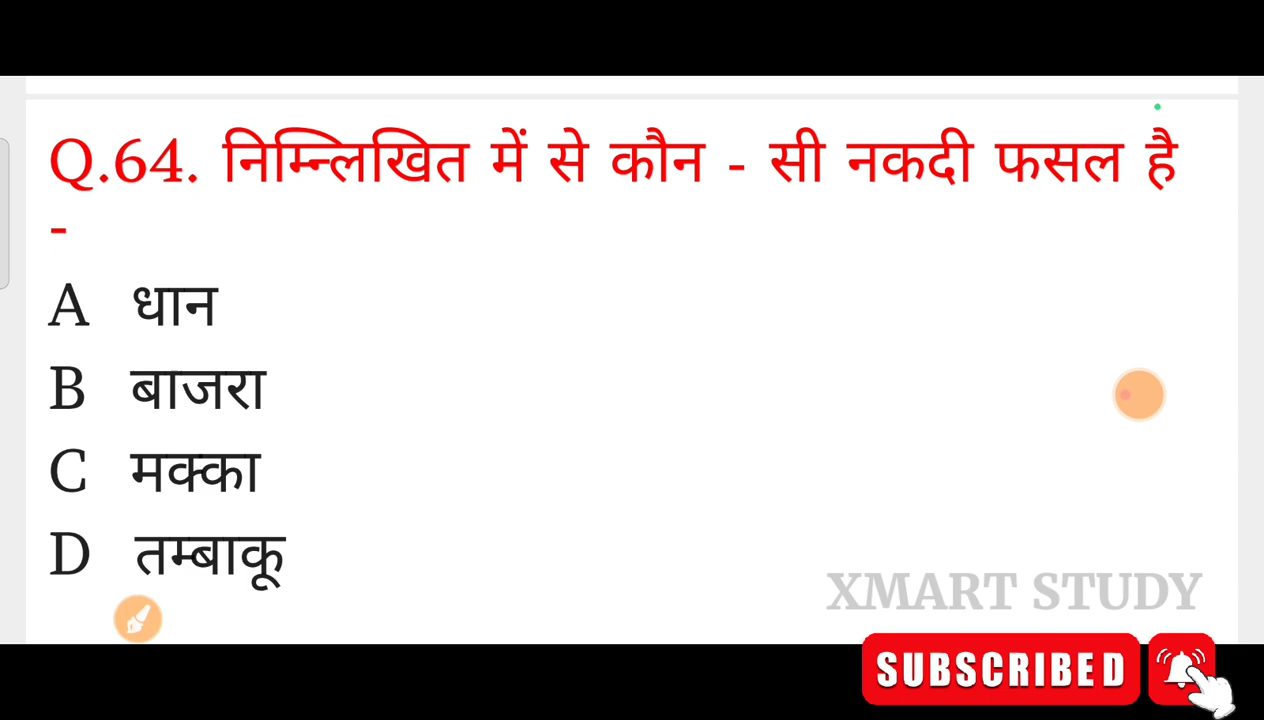 Q.64. निम्न्लिखित में से कौन - सी नकदी फसल है
-
A धान
B बाजरा
C मक्का
D तम्बाकू
XMART STUDY
SUBSCRIBED